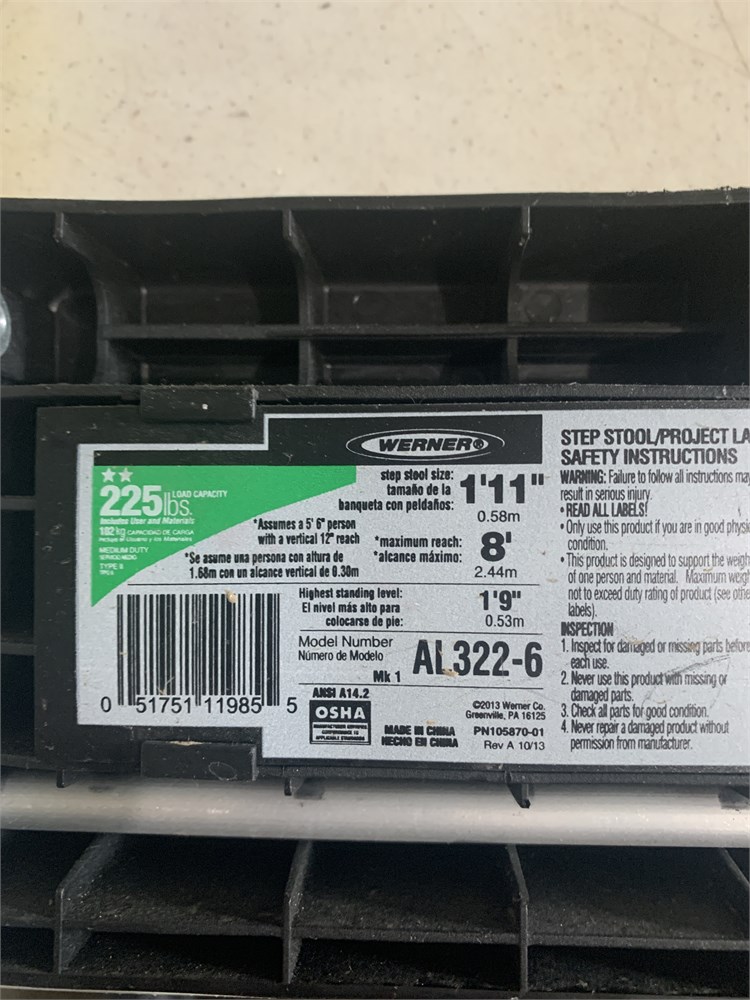 WERNER®
225 lbs.
LOAD CAPACITY
Includes User and Materials
102 kg CAPACIDAD DE CARGA
MEDIUM DUTY
TYPE II
*Assumes a 5' 6" person
with a vertical 12" reach
*Se asume una persona con altura de
1.68m con un alcance vertical de 0.30m
step stool size:
tamaño de la
banqueta con peldaños:
1'11"
0.58m
*maximum reach:
*alcance máximo:
8'
2.44m
Highest standing level:
El nivel más alto para
colocarse de pie:
1'9"
0.53m
Model Number
Número de Modelo
Mk 1
AL322-6
0 51751 11985 5
ANSI A14.2
OSHA
MADE IN CHINA
HECHO EN CHINA
©2013 Werner Co.
Greenville, PA 16125
PN105870-01
Rev A 10/13
STEP STOOL/PROJECT LA
SAFETY INSTRUCTIONS
WARNING: Failure to follow all instructions may
result in serious injury.
• READ ALL LABELS!
• Only use this product if you are in good physic
condition.
• This product is designed to support the weigh
of one person and material. Maximum weigh
not to exceed duty rating of product (see othe
labels).
INSPECTION
1. Inspect for damaged or missing parts before
each use.
2. Never use this product with missing or
damaged parts.
3. Check all parts for good condition.
4. Never repair a damaged product without
permission from manufacturer.